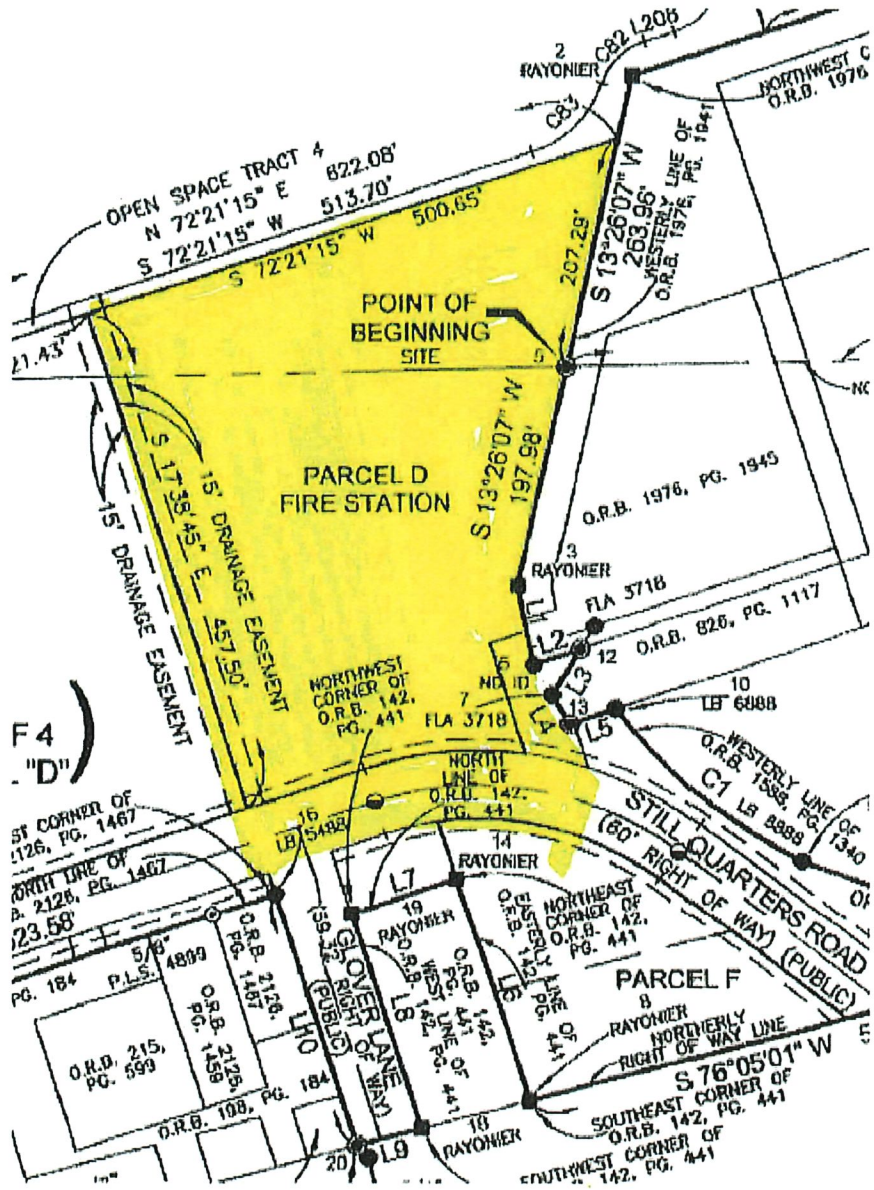 2
RAYONIER
C82 L208
C83
NORTHWEST C
O.R.B. 1976
OPEN SPACE TRACT 4
N 72°21'15" E 622.08'
S 72°21'15" W 513.70'
S 72°21'15" W 500.65'
207.29'
S 13°26'07" W
263.96'
WESTERLY LINE OF
O.R.B. 1976, PG. 1941
POINT OF
BEGINNING
SITE
5
21.43'
NO
S 13°26'07" W
197.98'
PARCEL D
FIRE STATION
O.R.B. 1976, PG. 1945
S 17°38'45" E 457.50'
15' DRAINAGE EASEMENT
15' DRAINAGE EASEMENT
3
RAYONIER
L1
FLA 3718
L2
12
O.R.B. 826, PG. 1117
6
NO ID
L3
7
FLA 3718
L4
13
L5
10
LB 6888
NORTHWEST
CORNER OF
O.R.B. 142,
PG. 441
F 4
. "D")
WESTERLY LINE OF
O.R.B. 1588, PG. 1340
C1 LB 6888
NORTH
LINE OF
O.R.B. 142,
PG. 441
16
LB 5488
ST CORNER OF
2126, PG. 1467
NORTH LINE OF
B. 2126, PG. 1467
023.58'
STILL QUARTERS ROAD
(60' RIGHT OF WAY) (PUBLIC)
14
RAYONIER
L7
19
RAYONIER
NORTHEAST
CORNER OF
O.R.B. 142,
PG. 441
EASTERLY LINE OF
O.R.B. 142, PG. 441
5/8"
P.L.S. 4899
PG. 184
O.R.B. 2126,
PG. 1467
O.R.B. 2126,
PG. 1459
L10
GLOVER LANE
RIGHT OF WAY)
(PUBLIC)
L8
O.R.B. 142, PG. 441
WEST LINE OF
O.R.B. 142,
PG. 441
L6
PARCEL F
8
RAYONIER
NORTHERLY
RIGHT OF WAY LINE
S 76°05'01" W 5
O.R.B. 215,
PG. 599
O.R.B. 198, PG. 184
18
RAYONIER
SOUTHEAST CORNER OF
O.R.B. 142, PG. 441
20
L9
SOUTHWEST CORNER OF
142, PG. 441